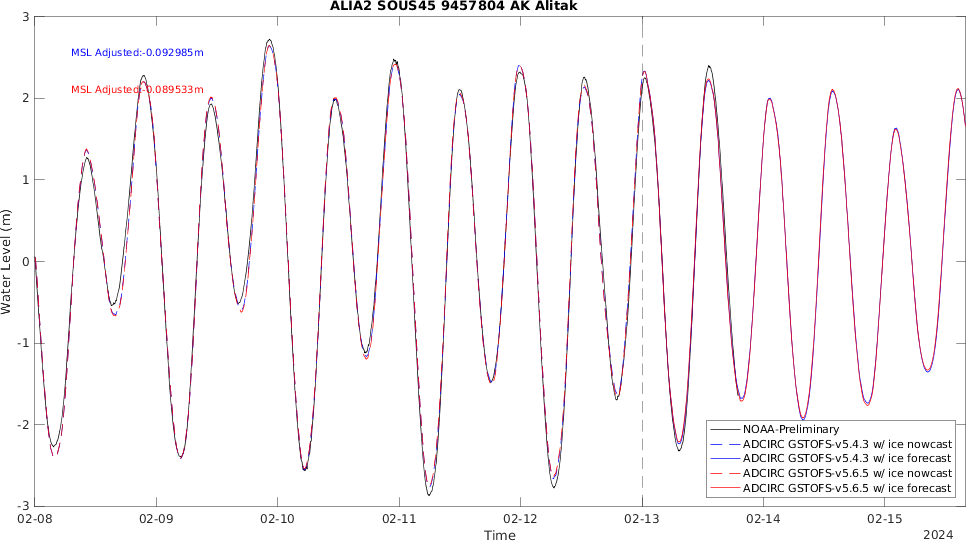 ALIA2 SOUS45 9457804 AK Alitak
MSL Adjusted:-0.092985m
MSL Adjusted:-0.089533m
Water Level (m)
3
2
1
0
-1
-2
-3
NOAA-Preliminary
ADCIRC GSTOFS-v5.4.3 w/ ice nowcast
ADCIRC GSTOFS-v5.4.3 w/ ice forecast
ADCIRC GSTOFS-v5.6.5 w/ ice nowcast
ADCIRC GSTOFS-v5.6.5 w/ ice forecast
02-08 02-09 02-10 02-11 02-12 02-13 02-14 02-15
Time
2024